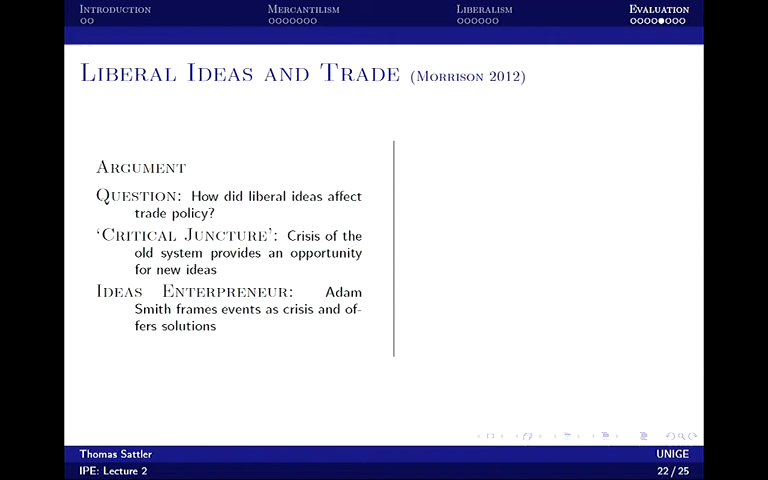 Introduction
Mercantilism
Liberalism
Evaluation
Liberal Ideas and Trade (Morrison 2012)
Argument
Question: How did liberal ideas affect
trade policy?
‘Critical Juncture’: Crisis of the
old system provides an opportunity
for new ideas
Ideas Enterpreneur: Adam
Smith frames events as crisis and of-
fers solutions
Thomas Sattler
UNIGE
IPE: Lecture 2
22 / 25